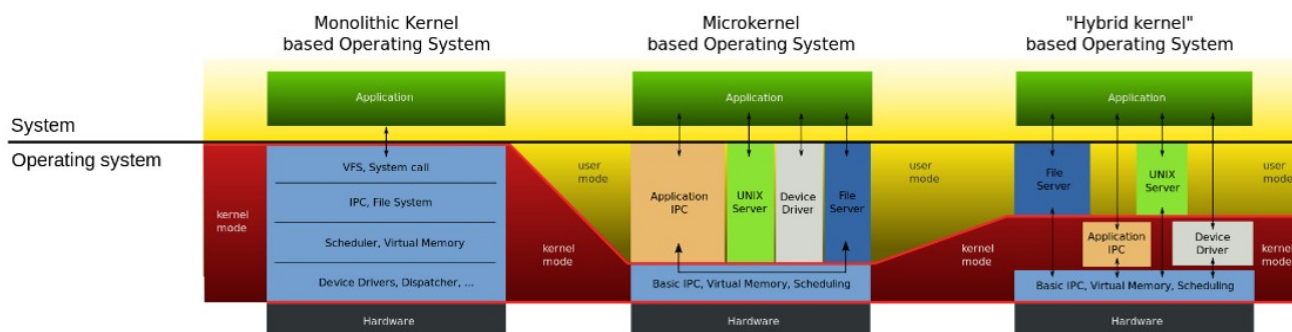 Monolithic Kernel
based Operating System
Microkernel
based Operating System
"Hybrid kernel"
based Operating System
Application
Application
Application
System
Operating system
kernel
mode
VFS, System call
IPC, File System
Scheduler, Virtual Memory
Device Drivers, Dispatcher, ...
Hardware
user
mode
kernel
mode
Application
IPC
UNIX
Server
Device
Driver
File
Server
Basic IPC, Virtual Memory, Scheduling
Hardware
user
mode
kernel
mode
File
Server
UNIX
Server
Application
IPC
Device
Driver
Basic IPC, Virtual Memory, Scheduling
Hardware
user
mode
kernel
mode